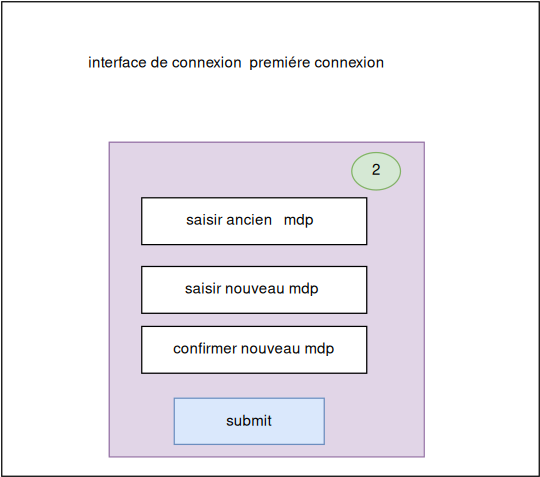 interface de connexion premiére connexion
2
saisir ancien mdp
saisir nouveau mdp
confirmer nouveau mdp
submit